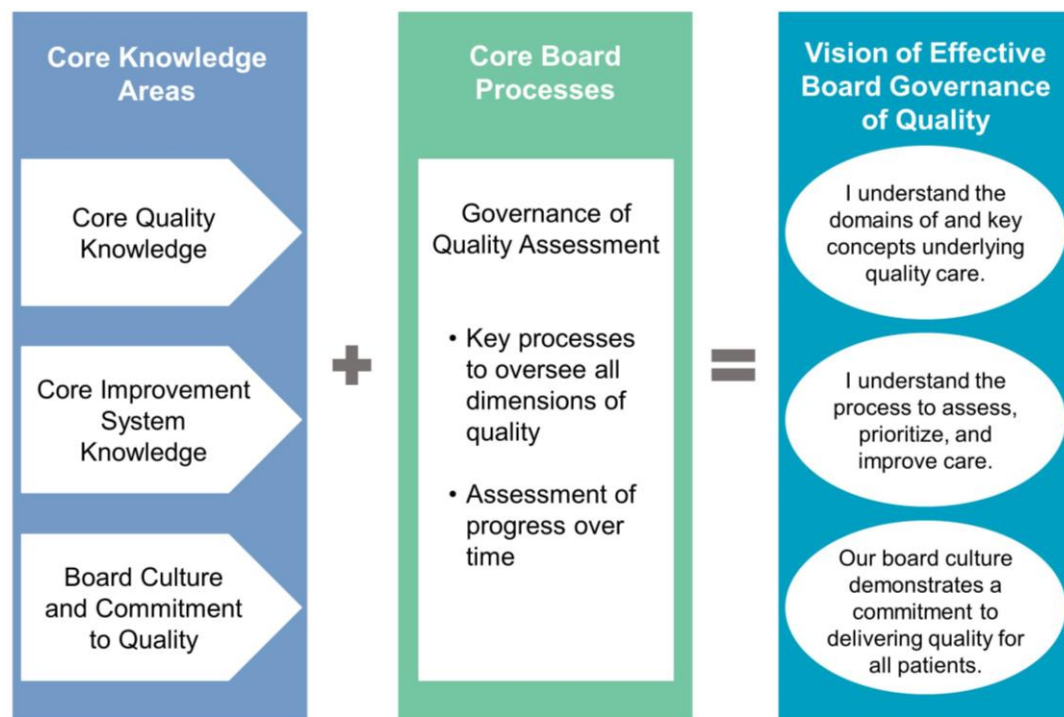 Core Knowledge
Areas
Core Quality
Knowledge
Core Improvement
System
Knowledge
Board Culture
and Commitment
to Quality
+
Core Board
Processes
Governance of
Quality Assessment
• Key processes
to oversee all
dimensions of
quality
• Assessment of
progress over
time
=
Vision of Effective
Board Governance
of Quality
I understand the
domains of and key
concepts underlying
quality care.
I understand the
process to assess,
prioritize, and
improve care.
Our board culture
demonstrates a
commitment to
delivering quality for
all patients.